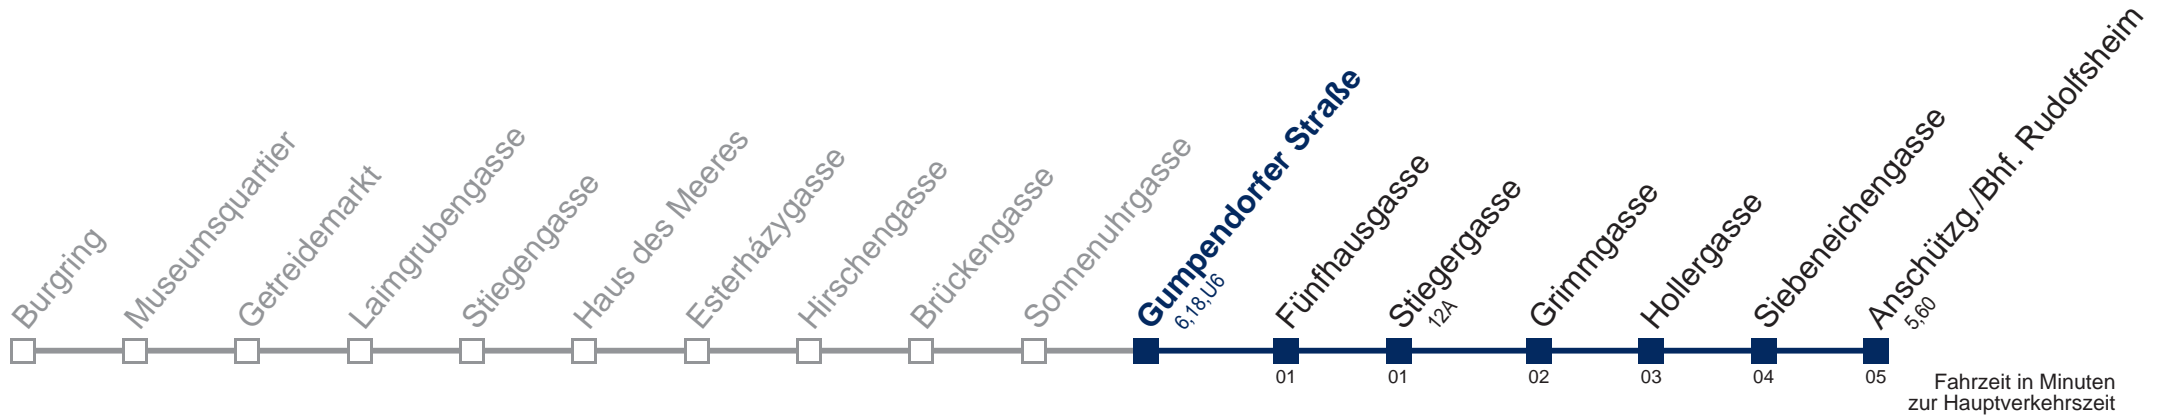 Burgring
Museumsquartier
Getreidemarkt
Laimgrubengasse
Stiegengasse
Haus des Meeres
Esterházygasse
Hirschengasse
Brückengasse
Sonnenuhrgasse
Gumpendorfer Straße
6,18,U6
Fünfhausgasse
Stiegergasse
12A
Grimmgasse
Hollergasse
Siebeneichengasse
Anschützg./Bhf. Rudolfsheim
5,60
01 01 02 03 04 05
Fahrzeit in Minuten
zur Hauptverkehrszeit